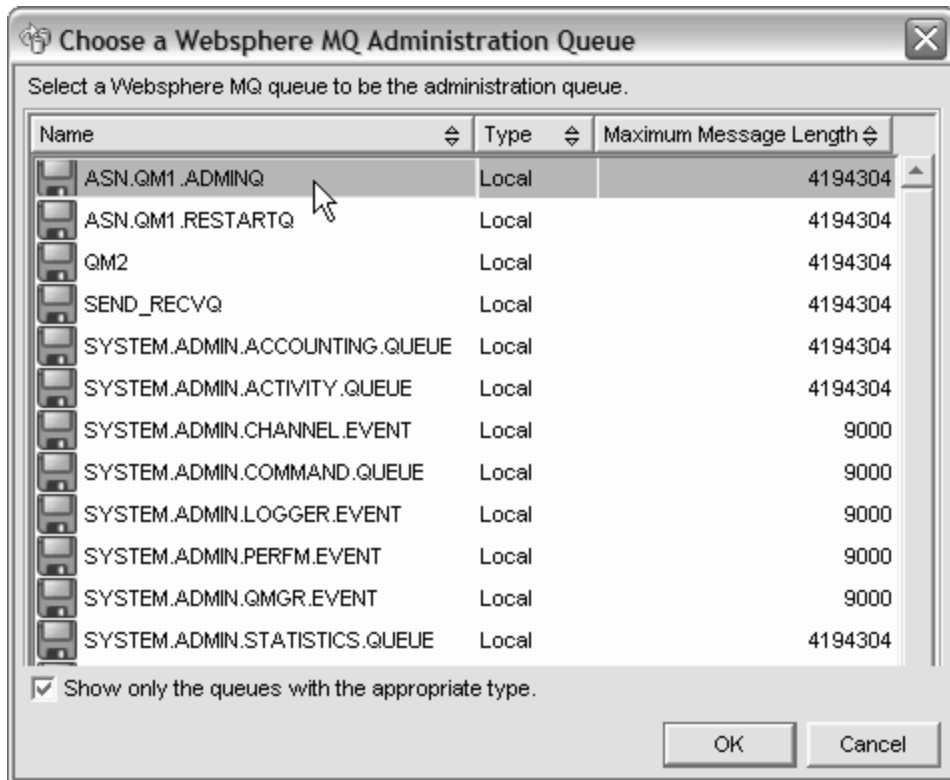 Choose a Websphere MQ Administration Queue
Select a Websphere MQ queue to be the administration queue.
Name Type Maximum Message Length
ASN.QM1.ADMINQ Local 4194304
ASN.QM1.RESTARTQ Local 4194304
QM2 Local 4194304
SEND_RECVQ Local 4194304
SYSTEM.ADMIN.ACCOUNTING.QUEUE Local 4194304
SYSTEM.ADMIN.ACTIVITY.QUEUE Local 4194304
SYSTEM.ADMIN.CHANNEL.EVENT Local 9000
SYSTEM.ADMIN.COMMAND.QUEUE Local 9000
SYSTEM.ADMIN.LOGGER.EVENT Local 9000
SYSTEM.ADMIN.PERFM.EVENT Local 9000
SYSTEM.ADMIN.QMGR.EVENT Local 9000
SYSTEM.ADMIN.STATISTICS.QUEUE Local 4194304
Show only the queues with the appropriate type.
OK Cancel